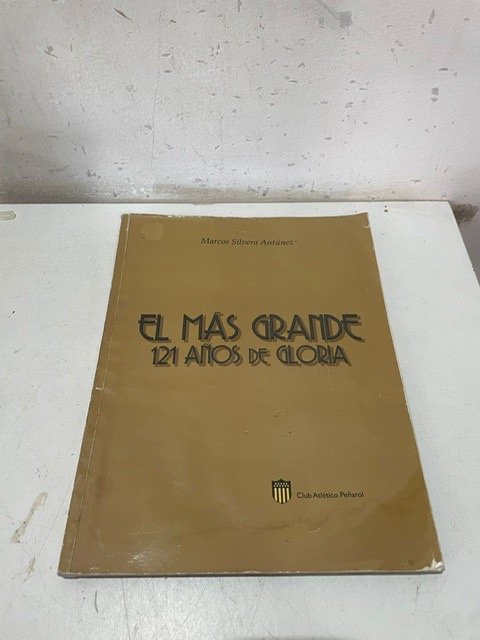 Marcos Silvera Antúnez
EL MÁS GRANDE
121 AÑOS DE GLORIA
Club Atlético Peñarol